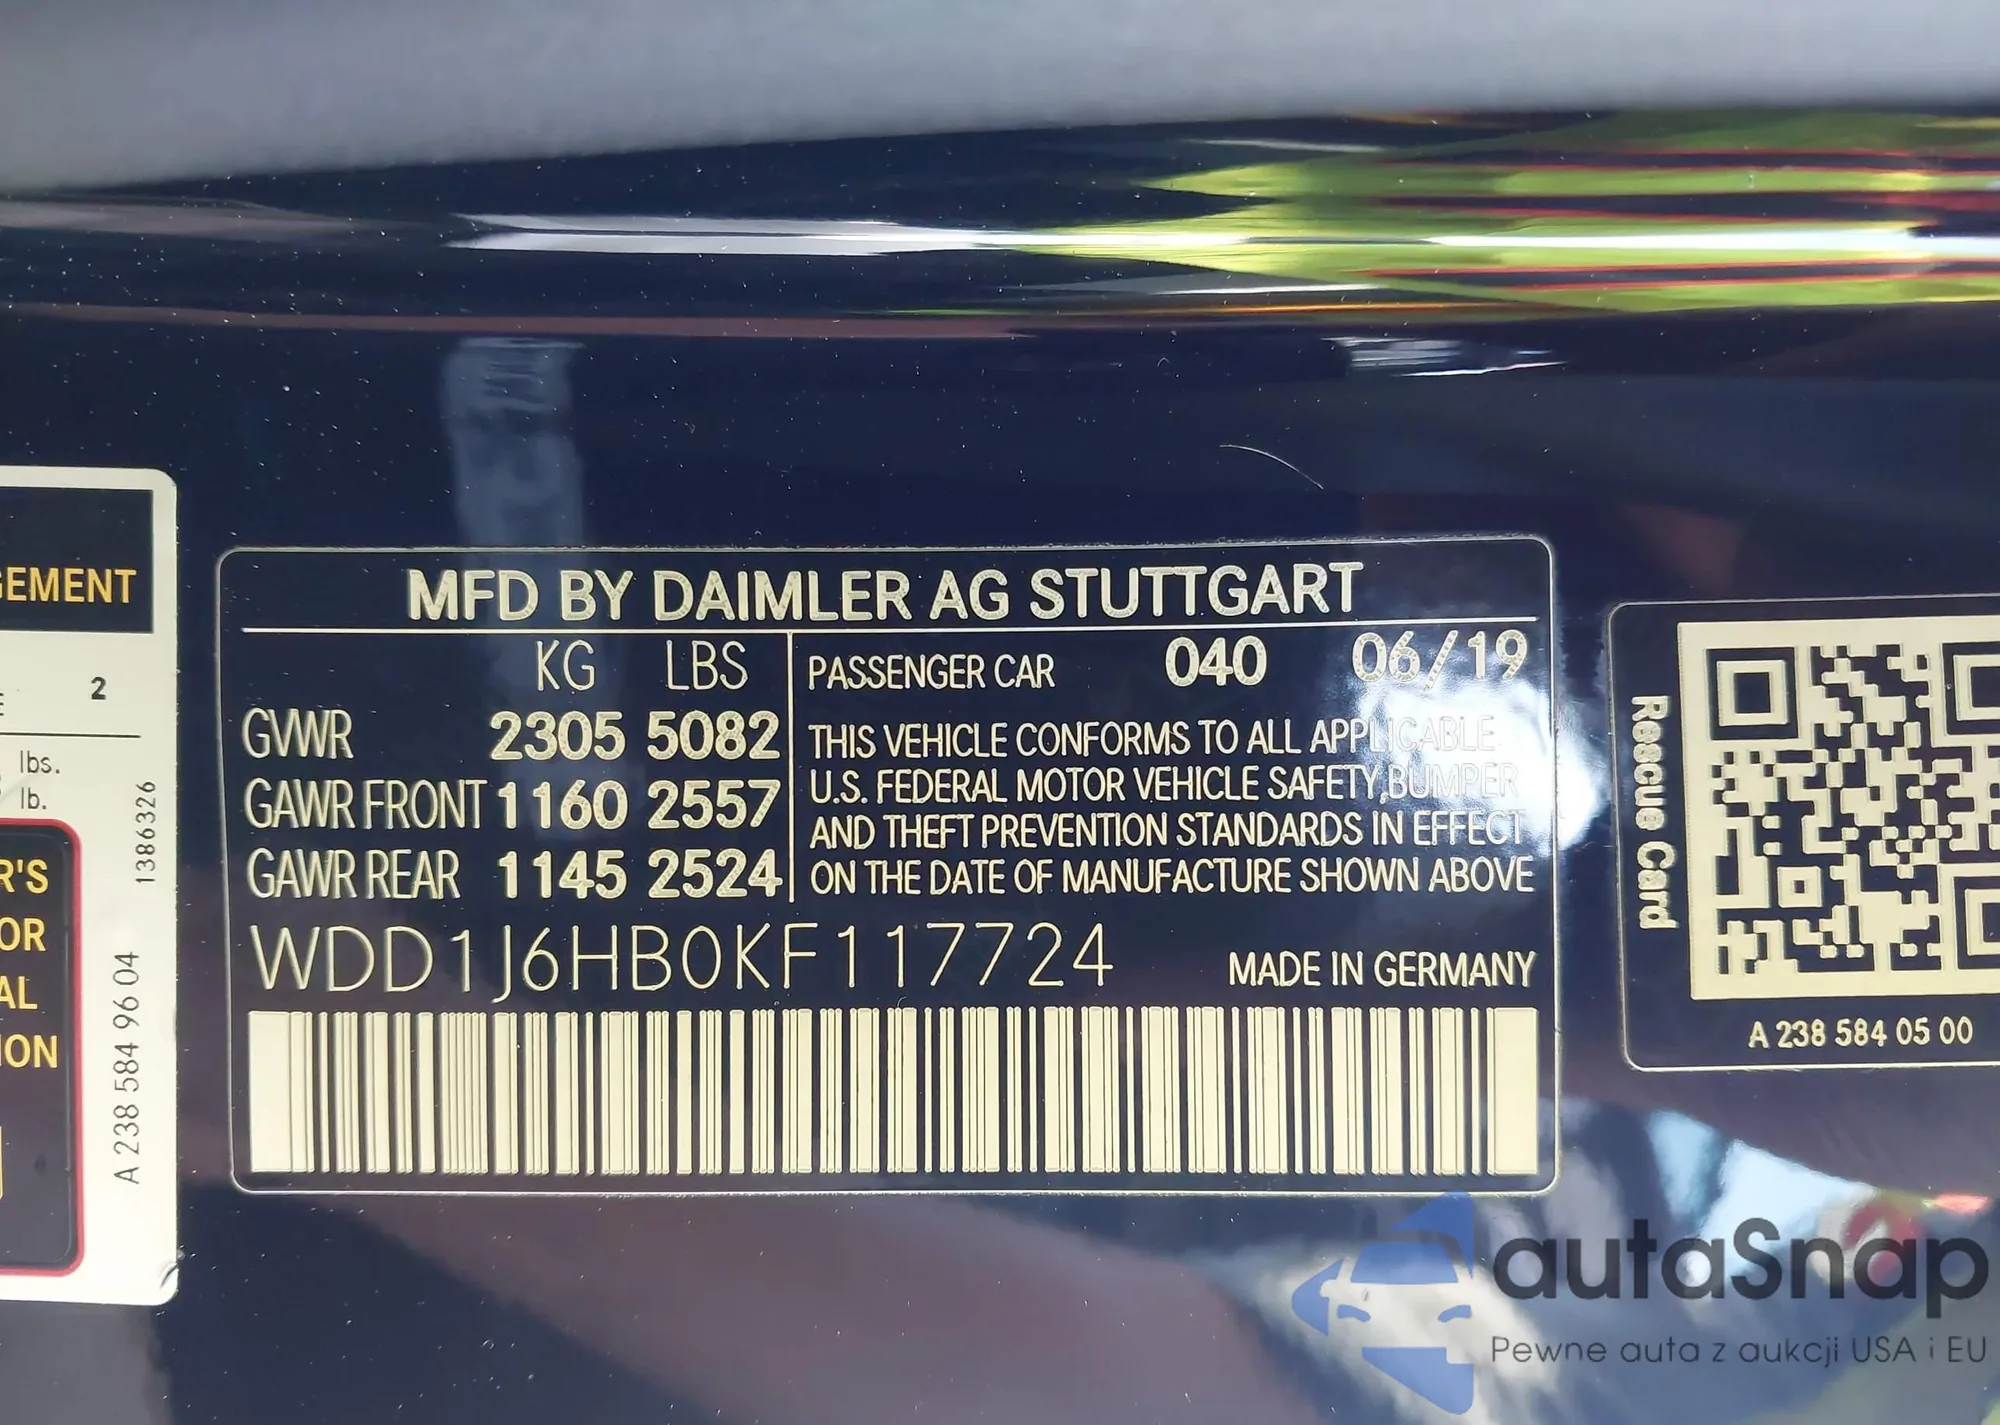 GEMENT
2
lbs.
lb.
R'S
OR
AL
ION
1386326
A 238 584 96 04
MFD BY DAIMLER AG STUTTGART
KG LBS
GVWR 2305 5082
GAWR FRONT 1160 2557
GAWR REAR 1145 2524
PASSENGER CAR 040 06/19
THIS VEHICLE CONFORMS TO ALL APPLICABLE
U.S. FEDERAL MOTOR VEHICLE SAFETY,BUMPER
AND THEFT PREVENTION STANDARDS IN EFFECT
ON THE DATE OF MANUFACTURE SHOWN ABOVE
WDD1J6HB0KF117724
MADE IN GERMANY
Rescue Card
A 238 584 05 00
autaSnap
Pewne auta z aukcji USA i EU